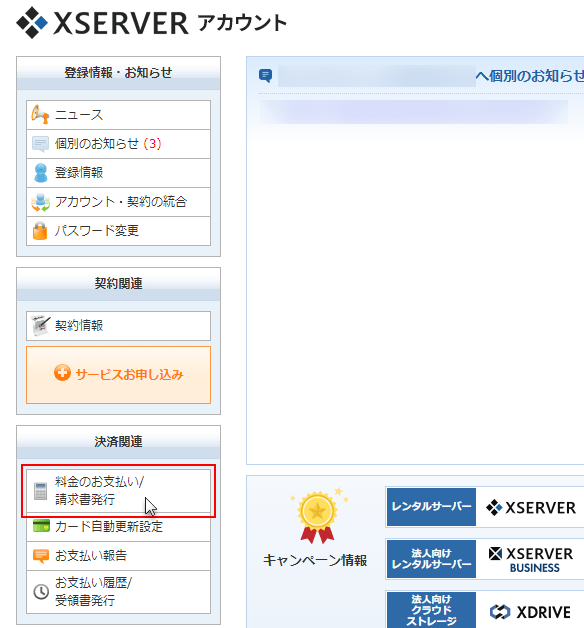 XSERVER アカウント
登録情報・お知らせ
ニュース
個別のお知らせ (3)
登録情報
アカウント・契約の統合
パスワード変更
契約関連
契約情報
サービスお申し込み
決済関連
料金のお支払い/
請求書発行
カード自動更新設定
お支払い報告
お支払い履歴/
受領書発行
へ個別のお知らせ
キャンペーン情報
レンタルサーバー XSERVER
法人向け
レンタルサーバー
XSERVER
BUSINESS
法人向け
クラウド
ストレージ
XDRIVE